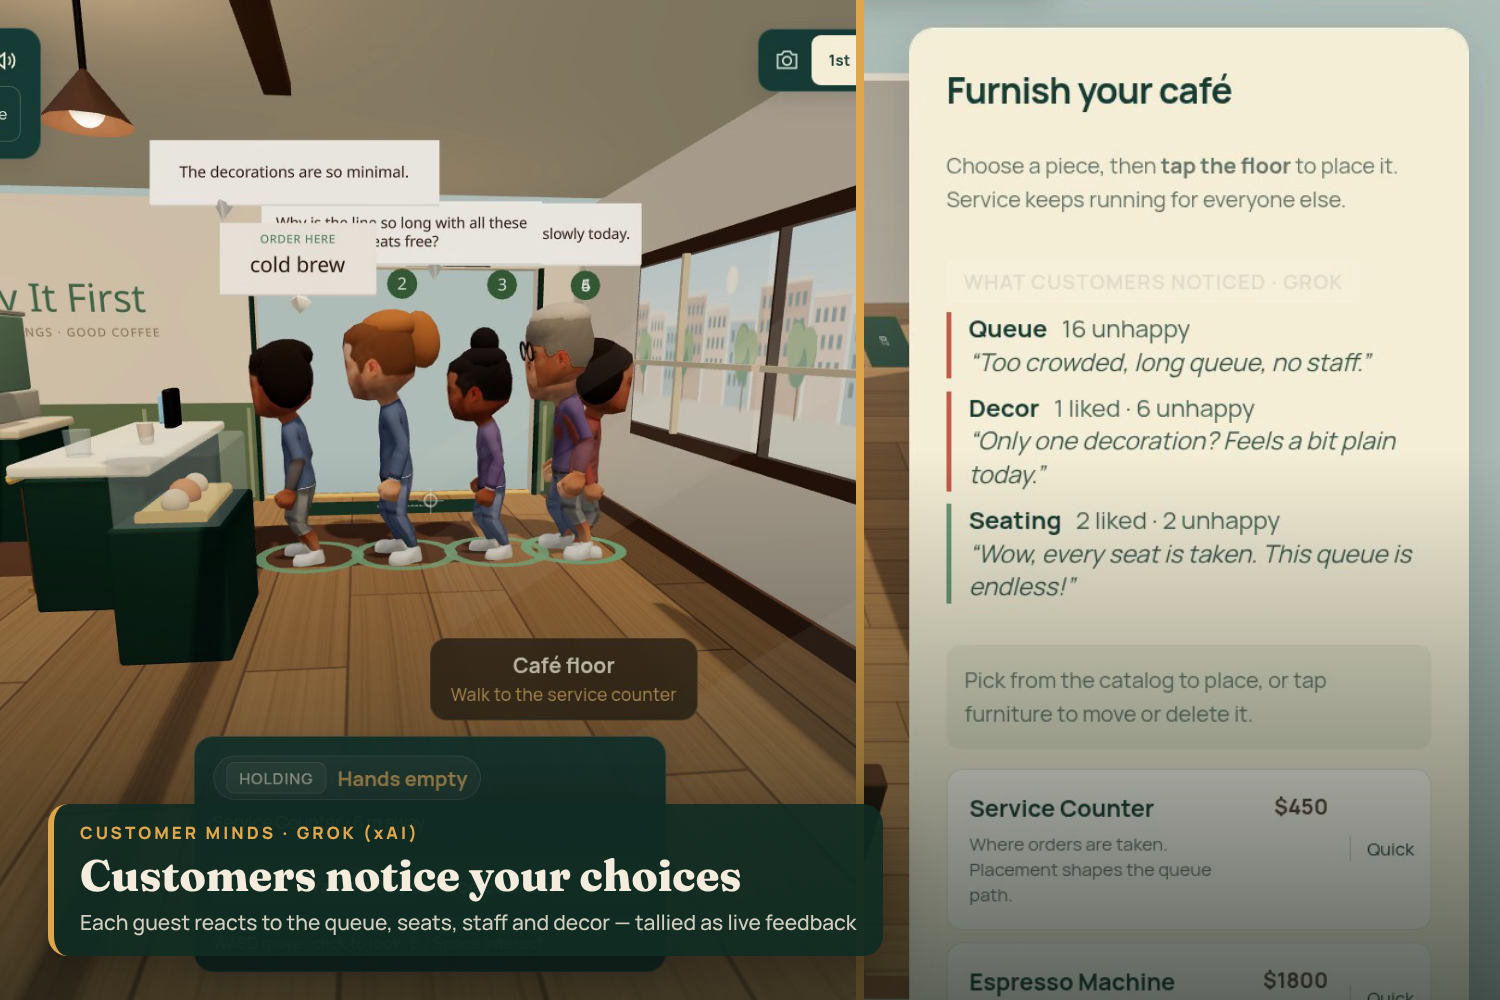 1st
The decorations are so minimal.
Why is the line so long with all these
eats free?
slowly today.
ORDER HERE
cold brew
2
3
It First
NGS · GOOD COFFEE
Café floor
Walk to the service counter
HOLDING
Hands empty
CUSTOMER MINDS · GROK (xAI)
Customers notice your choices
Each guest reacts to the queue, seats, staff and decor — tallied as live feedback
Furnish your café
Choose a piece, then tap the floor to place it.
Service keeps running for everyone else.
WHAT CUSTOMERS NOTICED · GROK
Queue 16 unhappy
“Too crowded, long queue, no staff.”
Decor 1 liked · 6 unhappy
“Only one decoration? Feels a bit plain
today.”
Seating 2 liked · 2 unhappy
“Wow, every seat is taken. This queue is
endless!”
Pick from the catalog to place, or tap
furniture to move or delete it.
Service Counter $450
Where orders are taken.
Placement shapes the queue
path.
Quick
Espresso Machine $1800
Quick